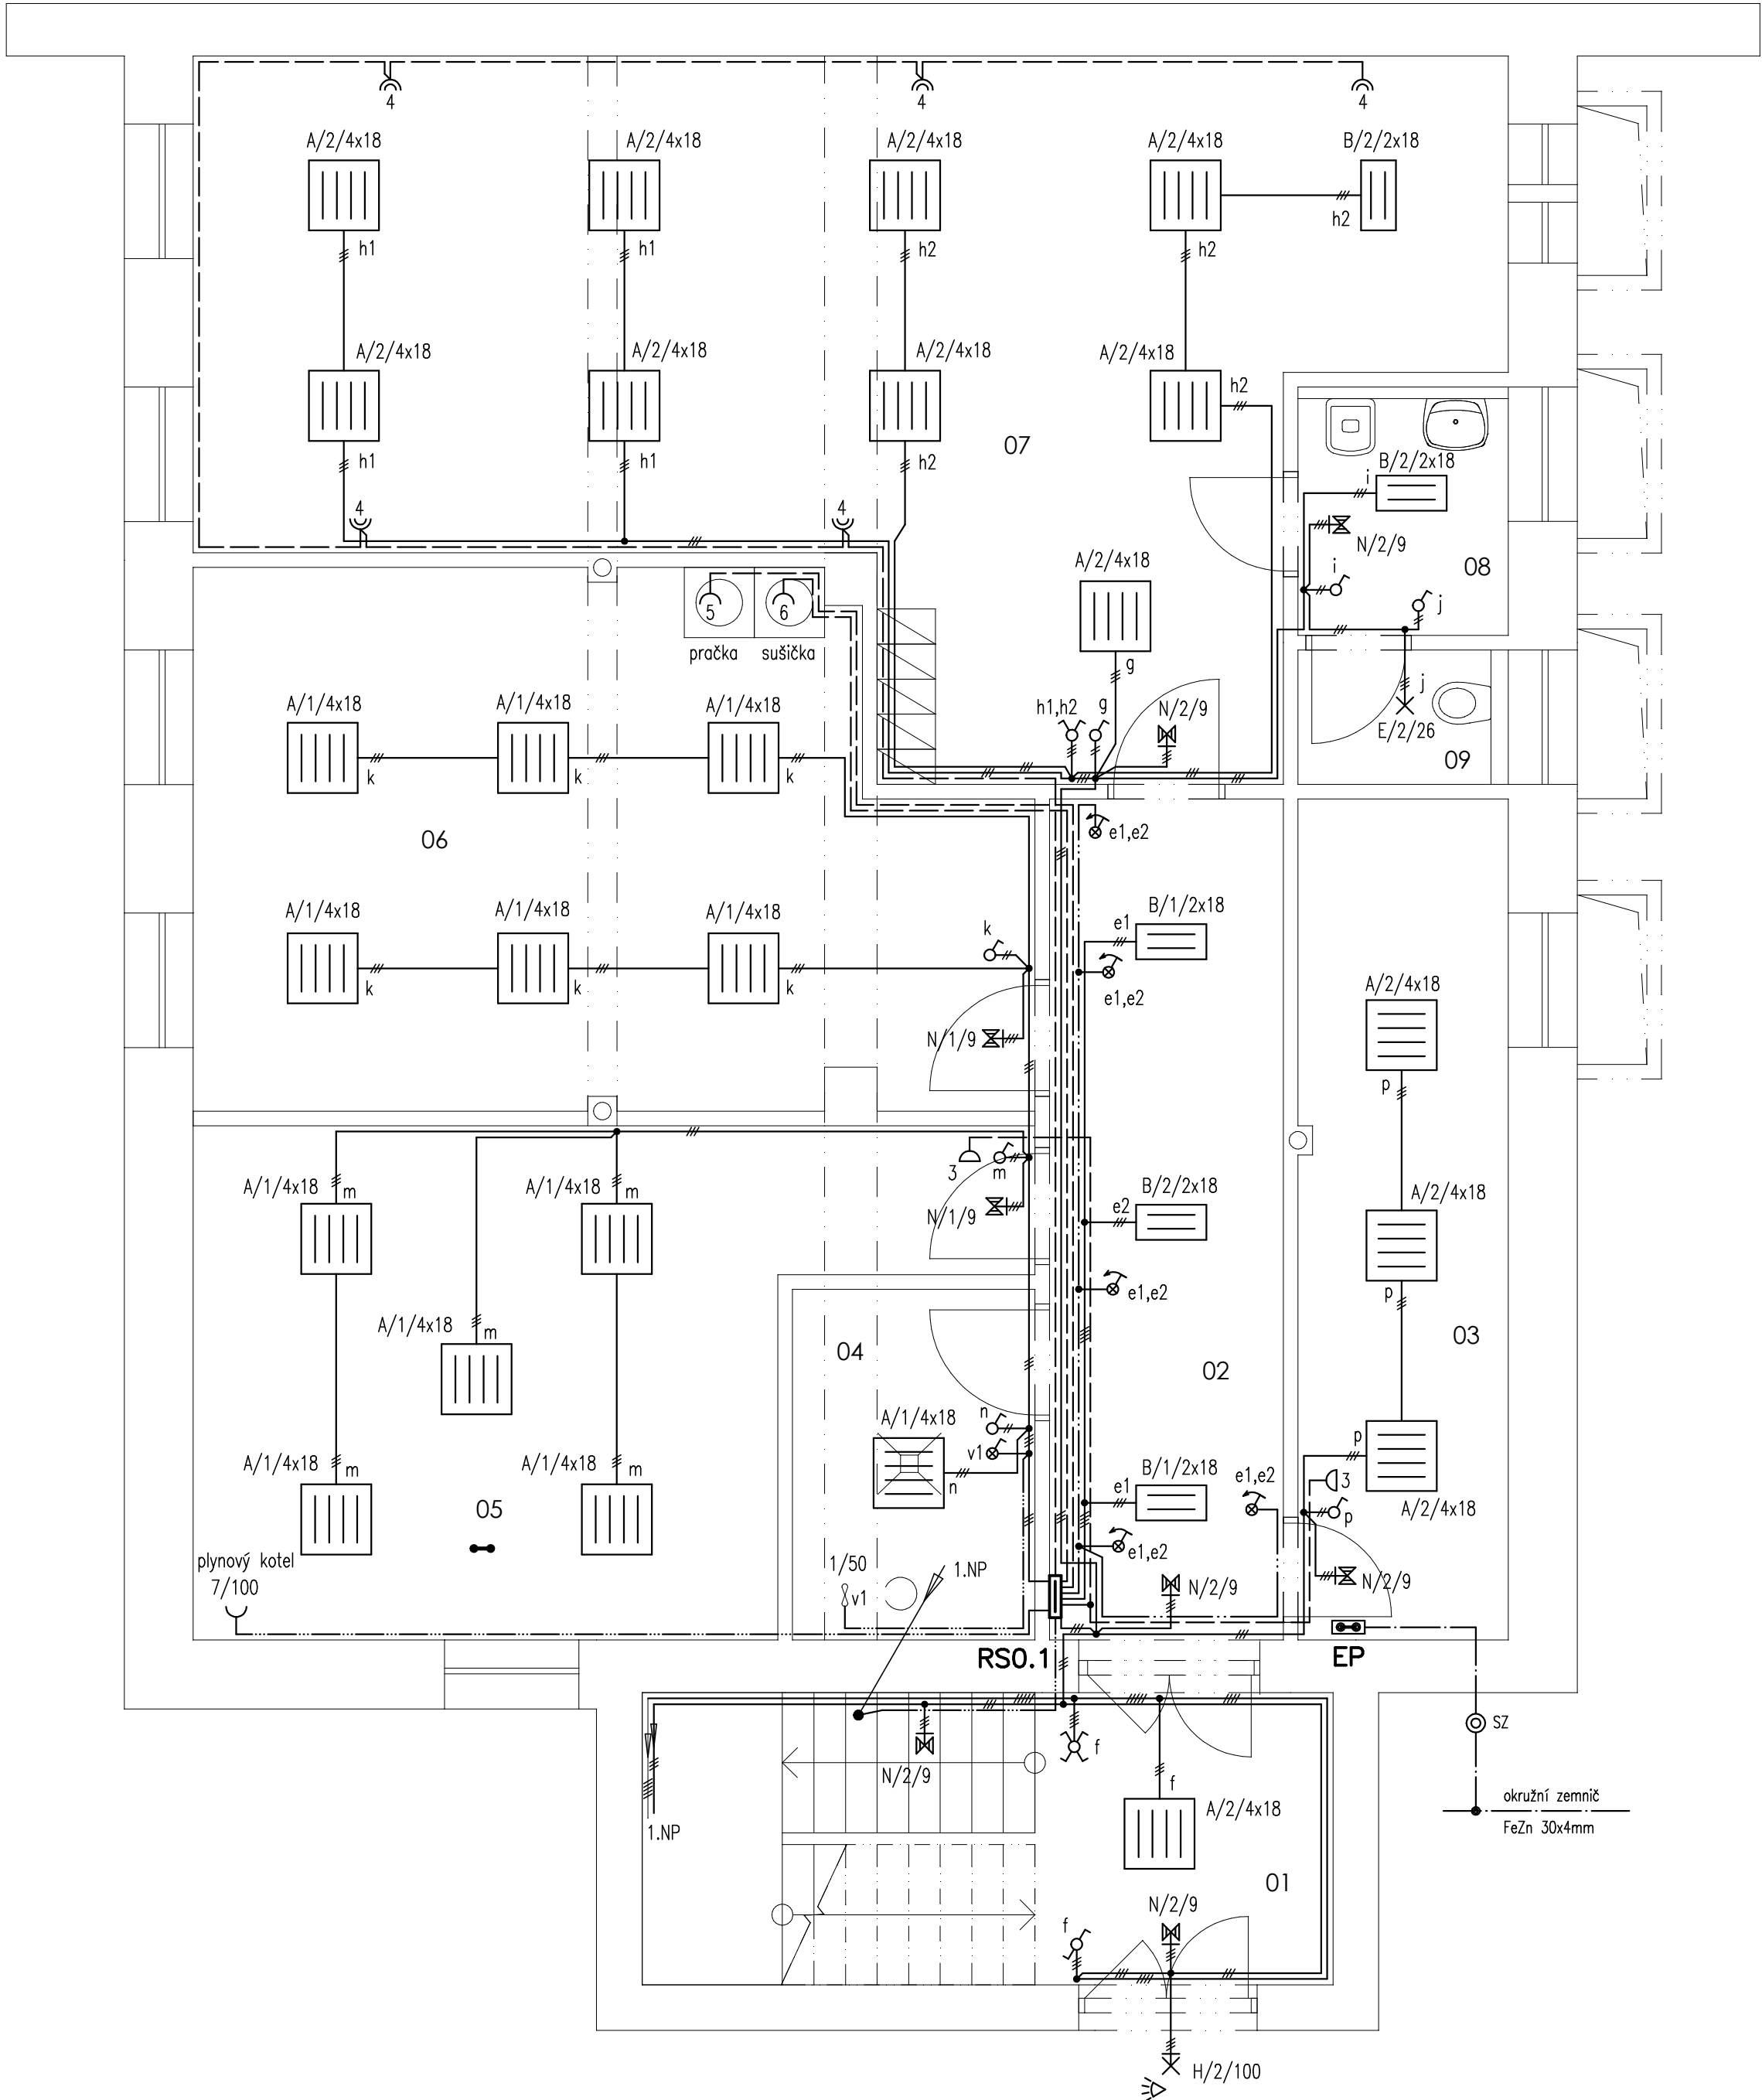 4
4
4
A/2/4x18
A/2/4x18
A/2/4x18
A/2/4x18
B/2/2x18
h2
h1
h1
h2
h2
A/2/4x18
A/2/4x18
A/2/4x18
A/2/4x18
h2
07
h1
h1
h2
B/2/2x18
i
4
4
N/2/9
A/2/4x18
i
08
5
6
j
pračka
sušička
g
j
A/1/4x18
A/1/4x18
A/1/4x18
h1,h2
g
N/2/9
E/2/26
09
k
k
k
06
e1,e2
A/1/4x18
A/1/4x18
A/1/4x18
B/1/2x18
e1
k
k
k
k
e1,e2
A/2/4x18
N/1/9
p
3
m
A/1/4x18
m
A/1/4x18
m
B/2/2x18
A/2/4x18
e2
N/1/9
e1,e2
p
A/1/4x18
m
04
02
03
A/1/4x18
n
v1
p
A/1/4x18
m
A/1/4x18
m
B/1/2x18
e1,e2
3
n
e1
A/2/4x18
05
p
e1,e2
plynový kotel
7/100
1/50
v1
1.NP
N/2/9
N/2/9
RS0.1
EP
SZ
f
N/2/9
f
okružní zemnič
A/2/4x18
FeZn 30x4mm
1.NP
01
N/2/9
f
H/2/100